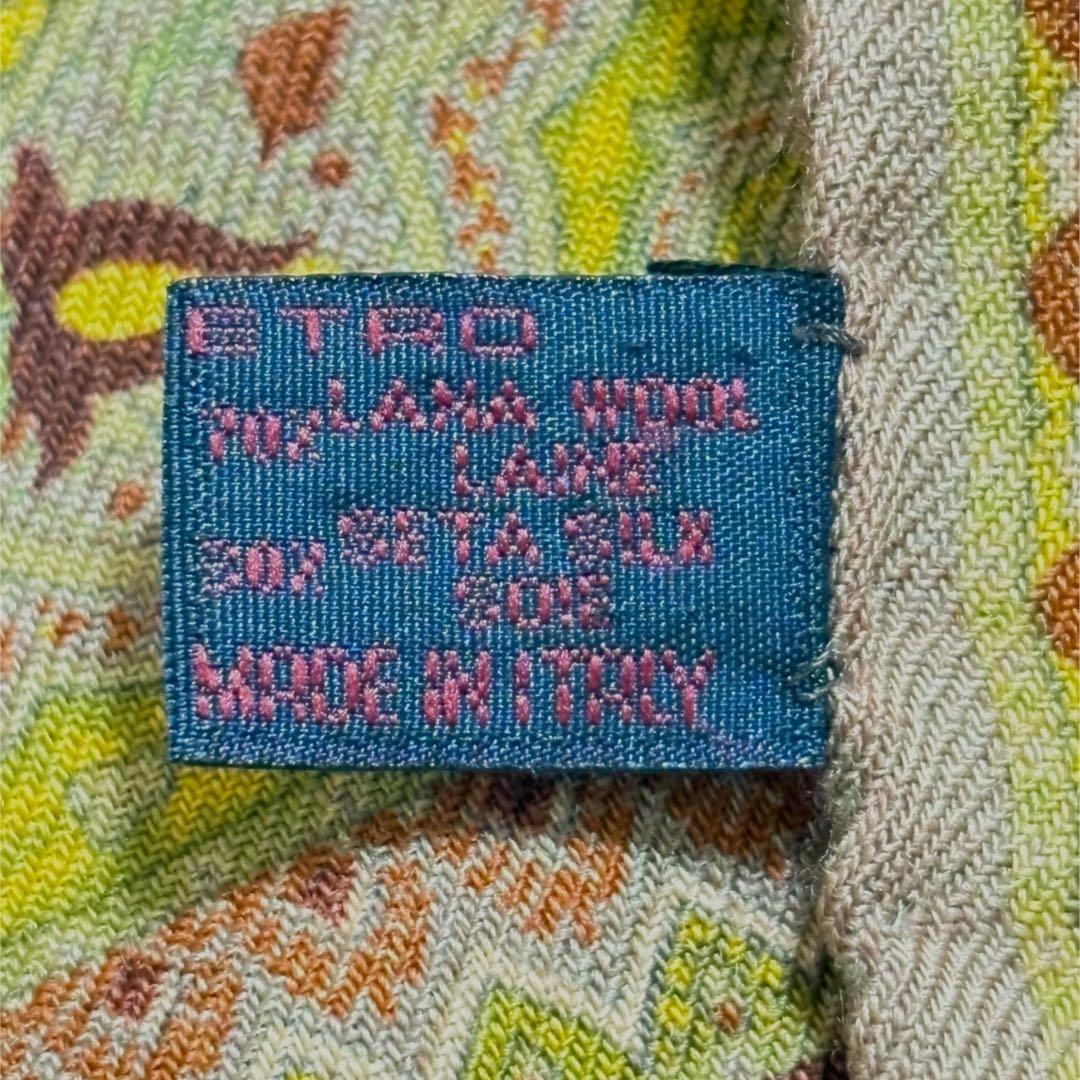 ETRO
70% LANA WOOL
LAINE
30% SETA SILK
SOIE
MADE IN ITALY